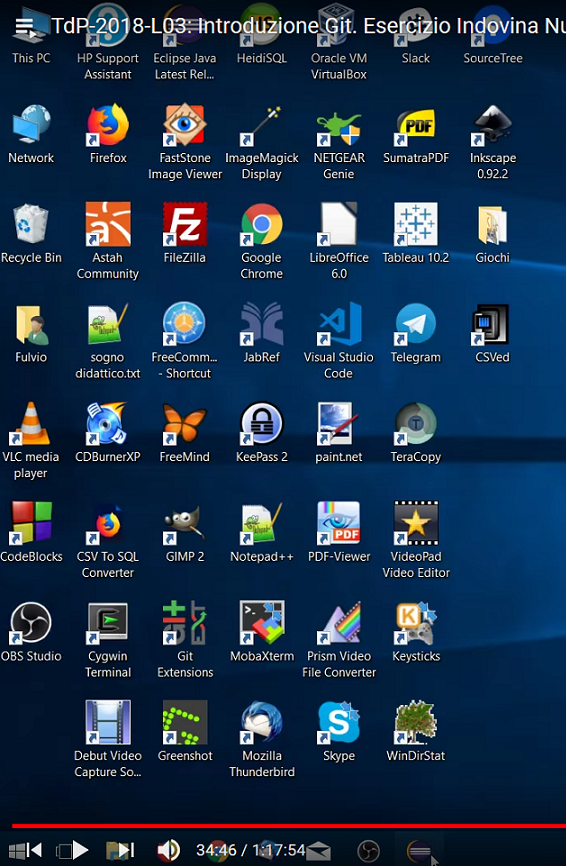 TdP-2018-L03: Introduzione Git. Esercizio Indovina Nu
This PC
HP Support
Assistant
Eclipse Java
Latest Rel...
HeidiSQL
Oracle VM
VirtualBox
Slack
SourceTree
Network
Firefox
FastStone
Image Viewer
ImageMagick
Display
NETGEAR
Genie
PDF
SumatraPDF
Inkscape
0.92.2
Recycle Bin
Astah
Community
Fz
FileZilla
Google
Chrome
LibreOffice
6.0
Tableau 10.2
Giochi
Fulvio
sogno
didattico.txt
FreeComm...
- Shortcut
JabRef
Visual Studio
Code
Telegram
CSVed
VLC media
player
CDBurnerXP
FreeMind
KeePass 2
paint.net
T
TeraCopy
CodeBlocks
CSV To SQL
Converter
GIMP 2
Notepad++
PDF
PDF-Viewer
VideoPad
Video Editor
OBS Studio
Cygwin
Terminal
Git
Extensions
>_
MobaXterm
Prism Video
File Converter
K
Keysticks
Debut Video
Capture So...
Greenshot
Mozilla
Thunderbird
S
Skype
WinDirStat
34:46 / 1:17:54